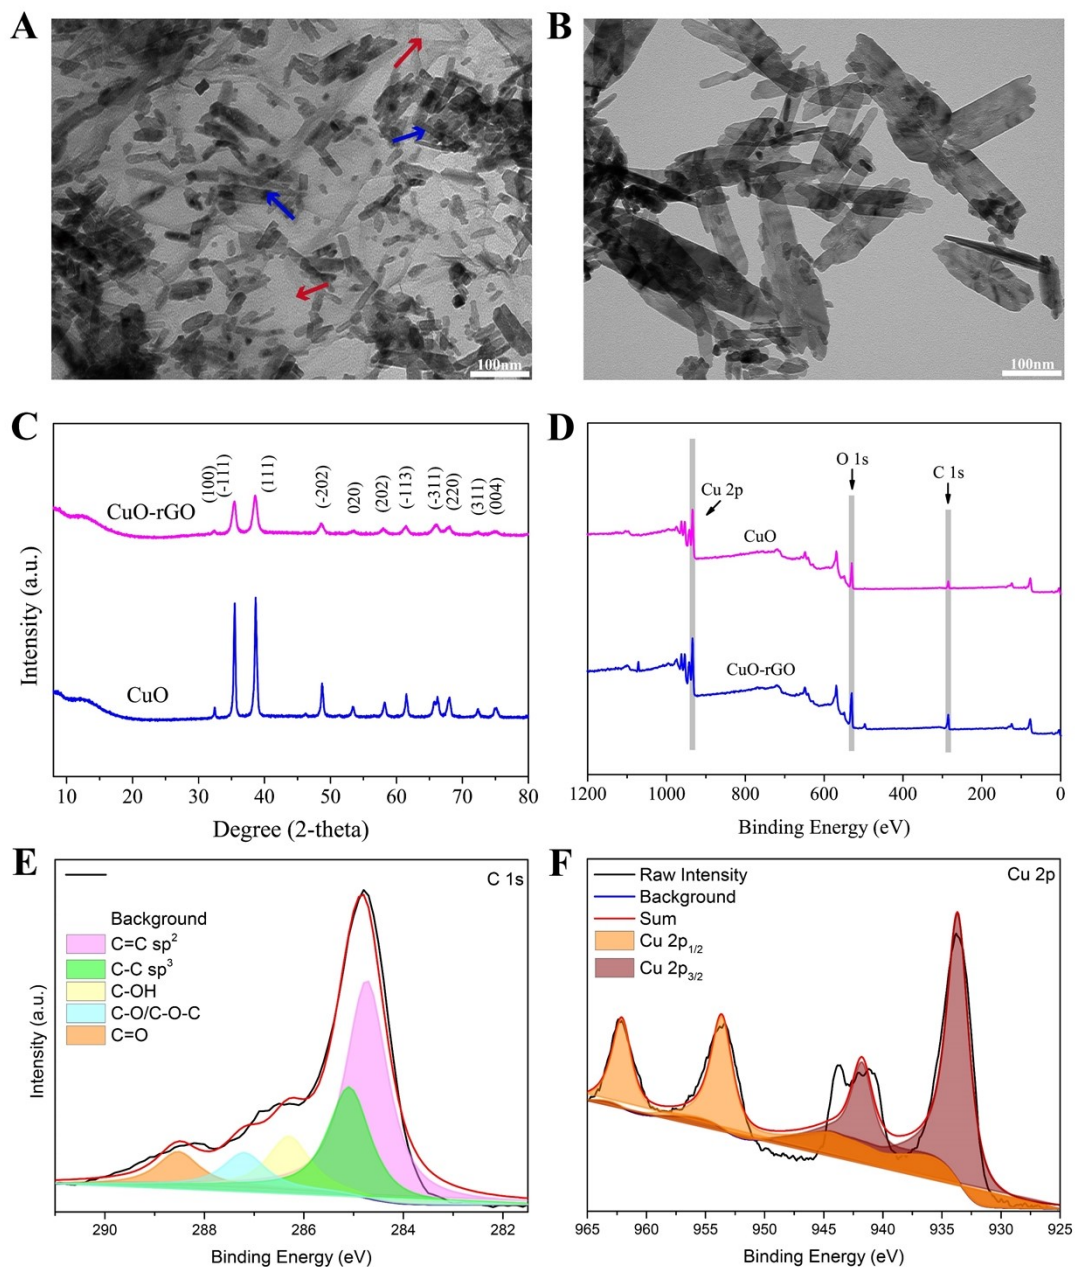 A
100nm
B
100nm
C
(100)
(-111)
(111)
(-202)
020)
(202)
(-113)
(-311)
(220)
(311)
(004)
CuO-rGO
CuO
Intensity (a.u.)
10 20 30 40 50 60 70 80
Degree (2-theta)
D
O 1s
C 1s
Cu 2p
CuO
CuO-rGO
1200 1000 800 600 400 200 0
Binding Energy (eV)
E
C 1s
Background
C=C sp²
C-C sp³
C-OH
C-O/C-O-C
C=O
Intensity (a.u.)
290 288 286 284 282
Binding Energy (eV)
F
Raw Intensity
Cu 2p
Background
Sum
Cu 2p₁/₂
Cu 2p₃/₂
965 960 955 950 945 940 935 930 925
Binding Energy (eV)